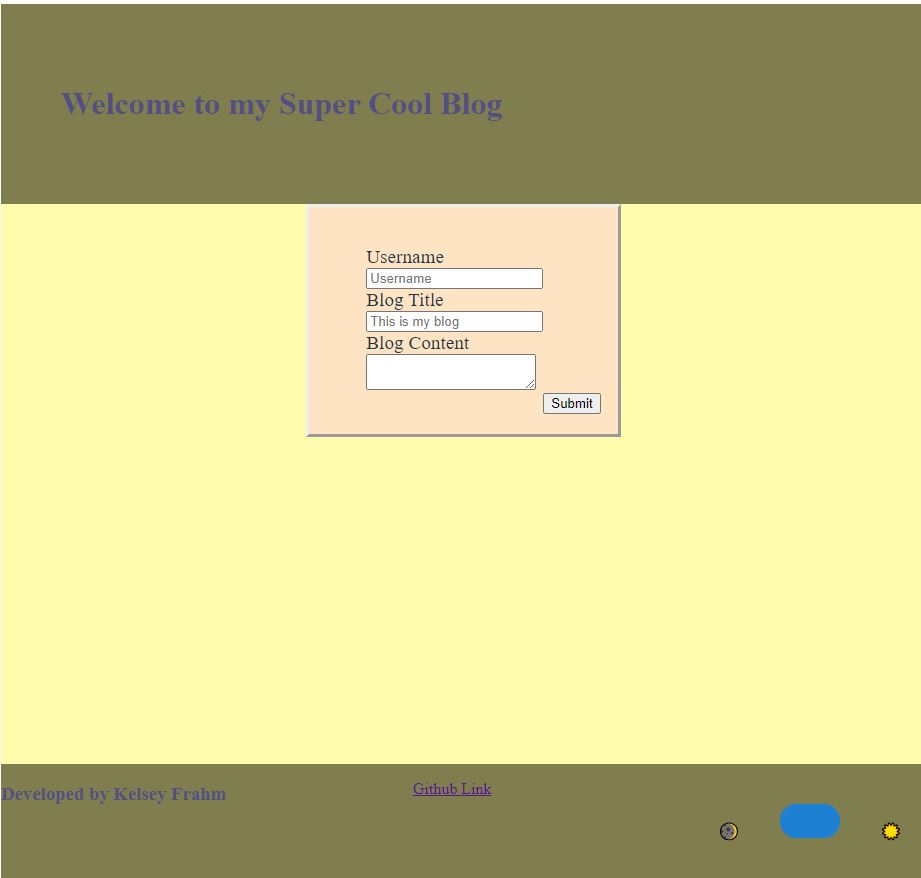 Welcome to my Super Cool Blog
Username
Username
Blog Title
This is my blog
Blog Content
Submit
Developed by Kelsey Frahm
Github Link